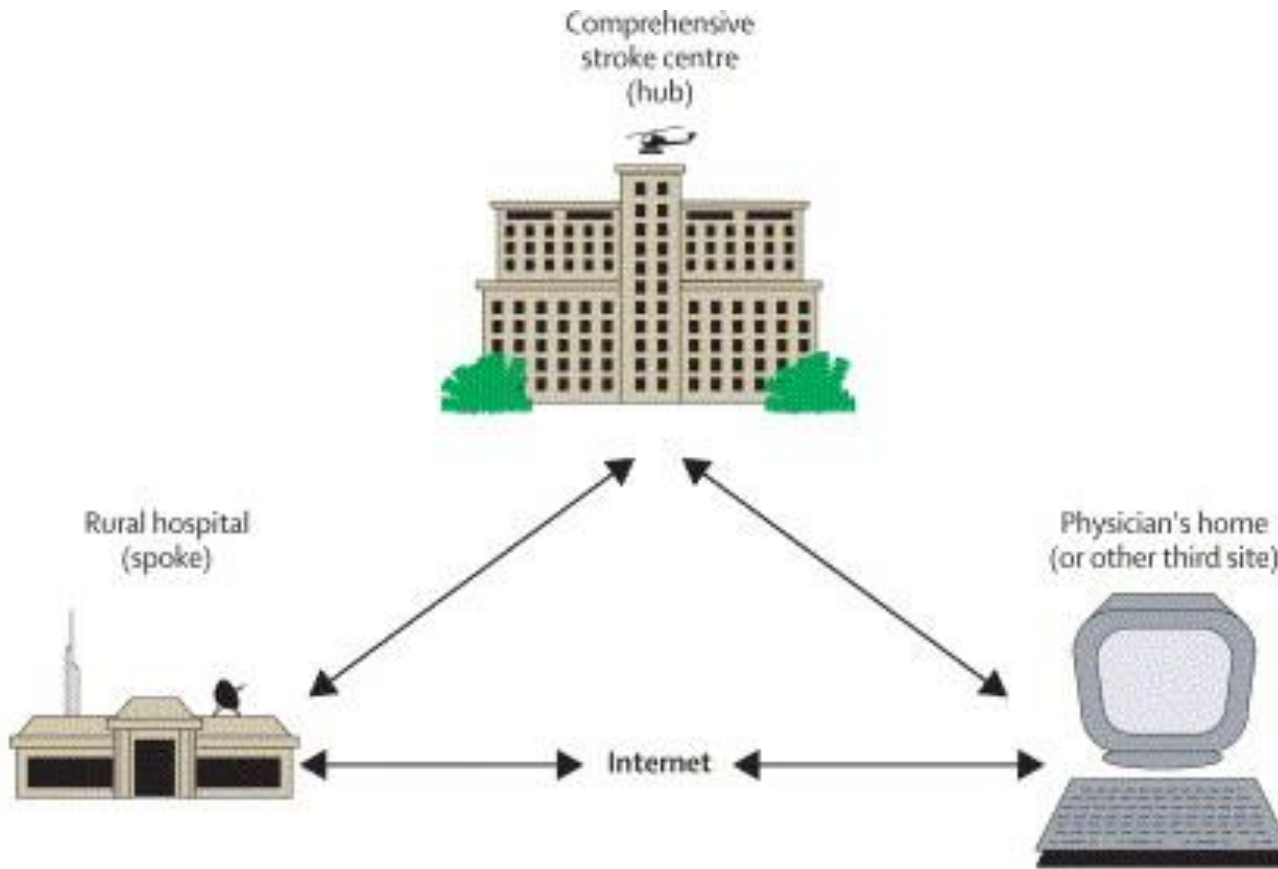 Comprehensive
stroke centre
(hub)
Rural hospital
(spoke)
Physician's home
(or other third site)
Internet